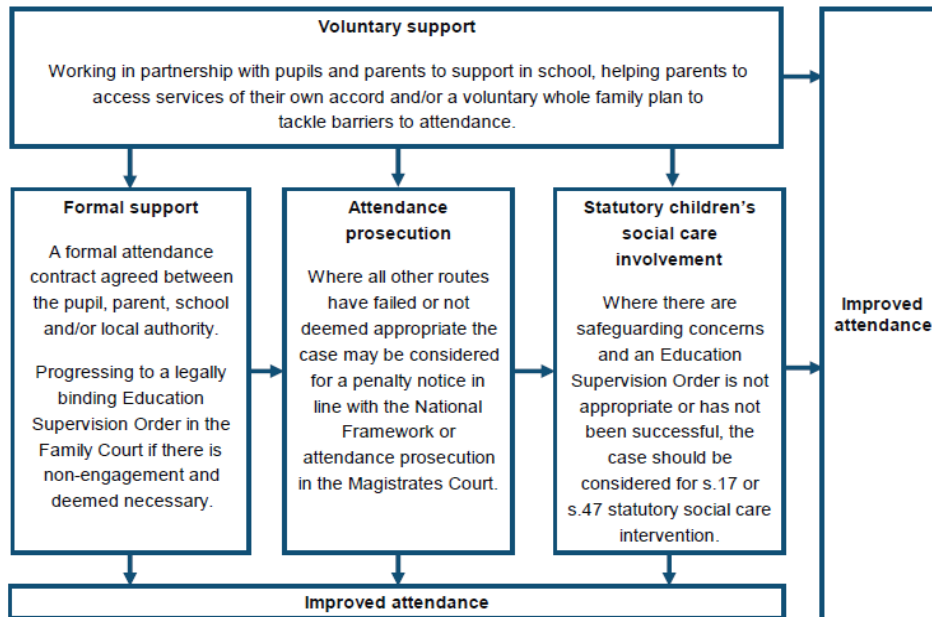 Voluntary support
Working in partnership with pupils and parents to support in school, helping parents to
access services of their own accord and/or a voluntary whole family plan to
tackle barriers to attendance.
Formal support
A formal attendance
contract agreed between
the pupil, parent, school
and/or local authority.
Progressing to a legally
binding Education
Supervision Order in the
Family Court if there is
non-engagement and
deemed necessary.
Attendance
prosecution
Where all other routes
have failed or not
deemed appropriate the
case may be considered
for a penalty notice in
line with the National
Framework or
attendance prosecution
in the Magistrates Court.
Statutory children’s
social care
involvement
Where there are
safeguarding concerns
and an Education
Supervision Order is not
appropriate or has not
been successful, the
case should be
considered for s.17 or
s.47 statutory social care
intervention.
Improved
attendance
Improved attendance